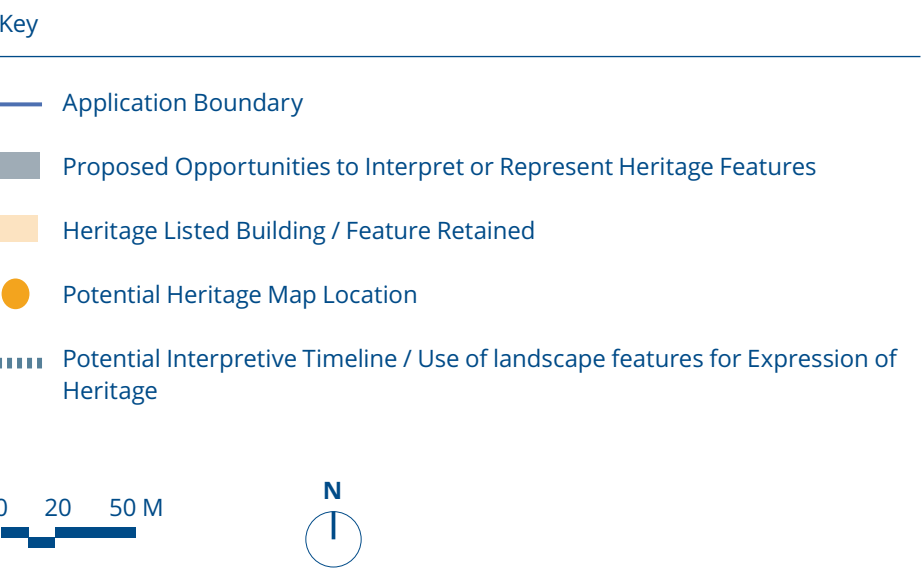 Key
Application Boundary
Proposed Opportunities to Interpret or Represent Heritage Features
Heritage Listed Building / Feature Retained
Potential Heritage Map Location
Potential Interpretive Timeline / Use of landscape features for Expression of
Heritage
N
0 20 50 M